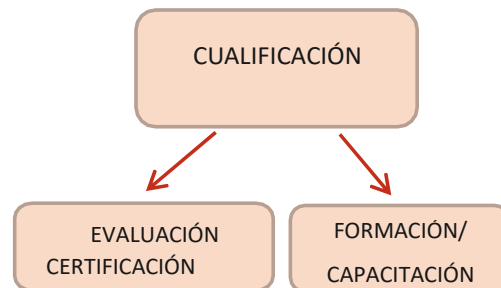 CUALIFICACIÓN
EVALUACIÓN
CERTIFICACIÓN
FORMACIÓN/
CAPACITACIÓN